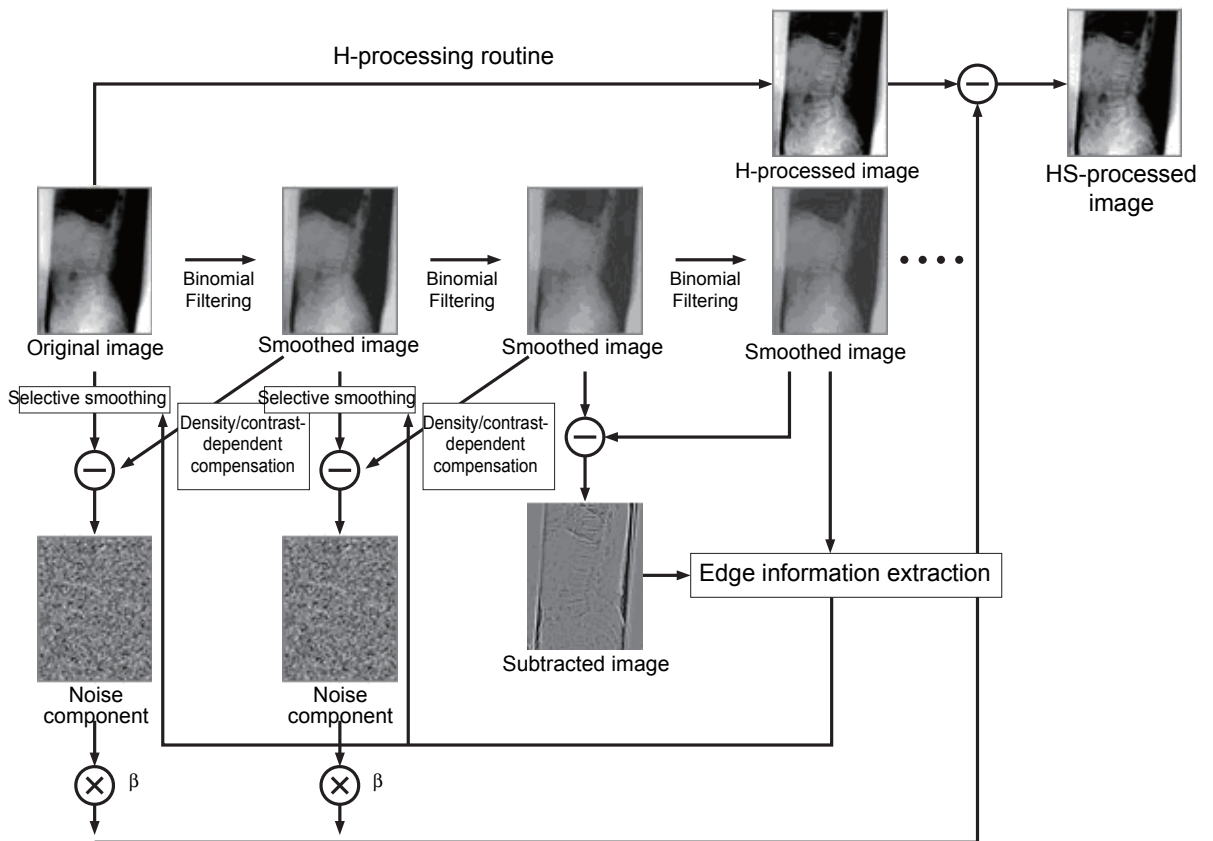 H-processing routine
H-processed image
HS-processed
image
Binomial
Filtering
Binomial
Filtering
Binomial
Filtering
Original image
Smoothed image
Smoothed image
Smoothed image
Selective smoothing
Density/contrast-
dependent
compensation
Selective smoothing
Density/contrast-
dependent
compensation
Edge information extraction
Subtracted image
Noise
component
Noise
component
β
β